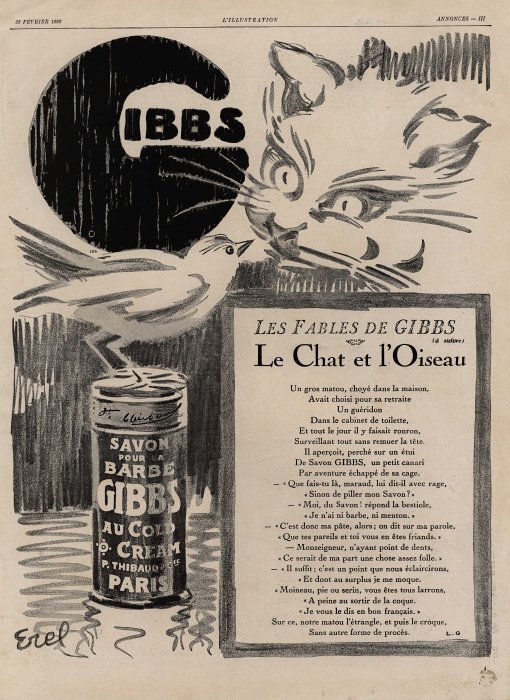 28 FEVRIER 1920
L'ILLUSTRATION
ANNONCES — III
GIBBS
LES FABLES DE GIBBS
(à suivre)
Le Chat et l'Oiseau
Un gros matou, choyé dans la maison,
Avait choisi pour sa retraite
Un guéridon
Dans le cabinet de toilette,
Et tout le jour il y faisait ronron,
Surveillant tout sans remuer la tête.
Il aperçoit, perché sur un étui
De Savon GIBBS, un petit canari
Par aventure échappé de sa cage.
— «Que fais-tu là, maraud, lui dit-il avec rage,
«Sinon de piller mon Savon?»
— «Moi, du Savon! répond la bestiole,
«Je n'ai ni barbe, ni menton.»
— «C'est donc ma pâte, alors; on dit sur ma parole,
«Que tes pareils et toi vous en êtes friands.»
— Monseigneur, n'ayant point de dents,
«Ce serait de ma part une chose assez folle.»
— «Il suffit; c'est un point que nous éclaircirons,
«Et dont au surplus je me moque.
«Moineau, pie ou serin, vous êtes tous larrons,
«A peine au sortir de la coque.
«Je vous le dis en bon français.»
Sur ce, notre matou l'étrangle, et puis le croque,
Sans autre forme de procès.
L.G
SAVON
POUR LA
BARBE
GIBBS
AU COLD
CREAM
P. THIBAUD & CIE
PARIS
Erel